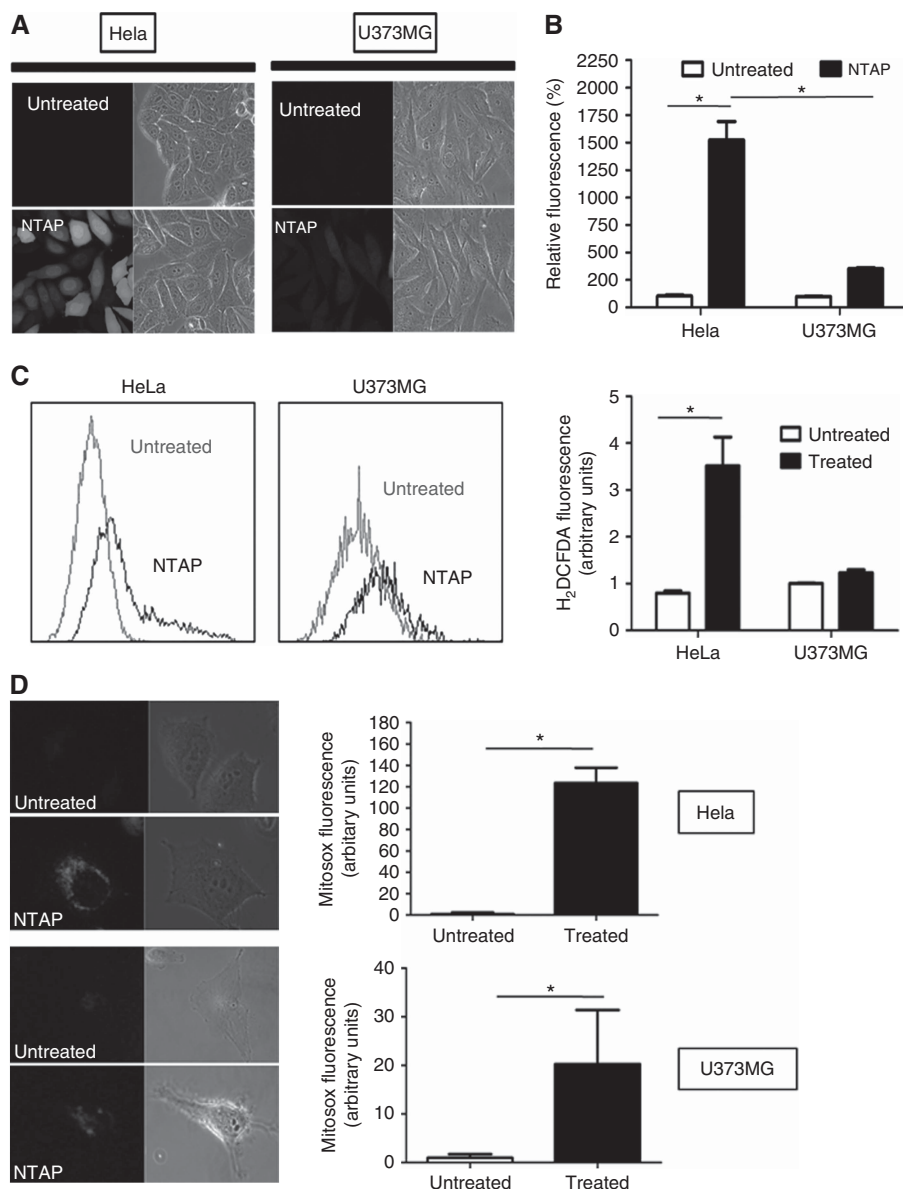 A
Hela
U373MG
Untreated
Untreated
NTAP
NTAP
B
Relative fluorescence (%)
2250
2000
1750
1500
1250
1000
750
500
200
0
Untreated
NTAP
*
*
Hela
U373MG
C
HeLa
U373MG
Untreated
NTAP
Untreated
NTAP
H₂DCFDA fluorescence
(arbitrary units)
5
4
3
2
1
0
*
Untreated
Treated
HeLa
U373MG
D
Untreated
NTAP
Untreated
NTAP
Mitosox fluorescence
(arbitary units)
180
160
140
120
100
80
60
40
20
0
*
Untreated
Treated
Hela
Mitosox fluorescence
(arbitrary units)
40
30
20
10
0
*
Untreated
Treated
U373MG